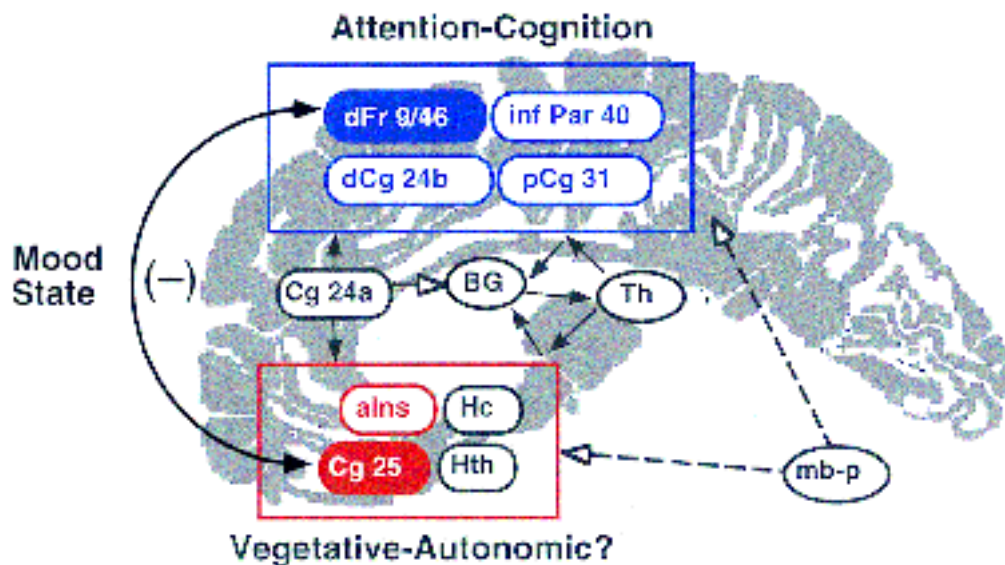 Attention-Cognition
dFr 9/46
inf Par 40
dCg 24b
pCg 31
Mood
State
(–)
Cg 24a
BG
Th
aIns
Hc
Cg 25
Hth
mb-p
Vegetative-Autonomic?